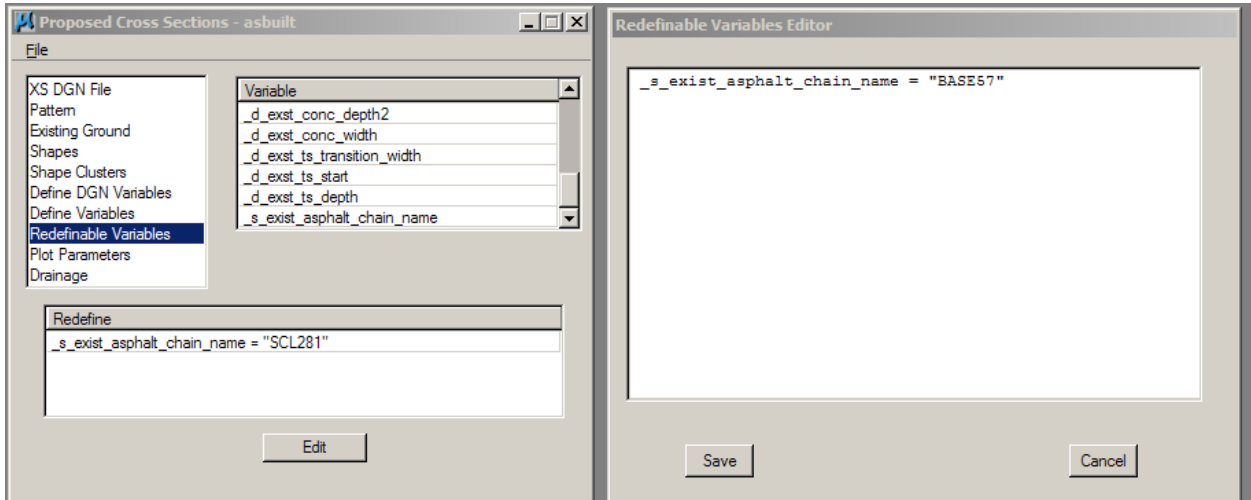 Proposed Cross Sections - asbuilt
File
XS DGN File
Pattern
Existing Ground
Shapes
Shape Clusters
Define DGN Variables
Define Variables
Redefinable Variables
Plot Parameters
Drainage
Variable
_d_exst_conc_depth2
_d_exst_conc_width
_d_exst_ts_transition_width
_d_exst_ts_start
_d_exst_ts_depth
_s_exist_asphalt_chain_name
Redefine
_s_exist_asphalt_chain_name = "SCL281"
Edit
Redefinable Variables Editor
_s_exist_asphalt_chain_name = "BASE57"
Save
Cancel